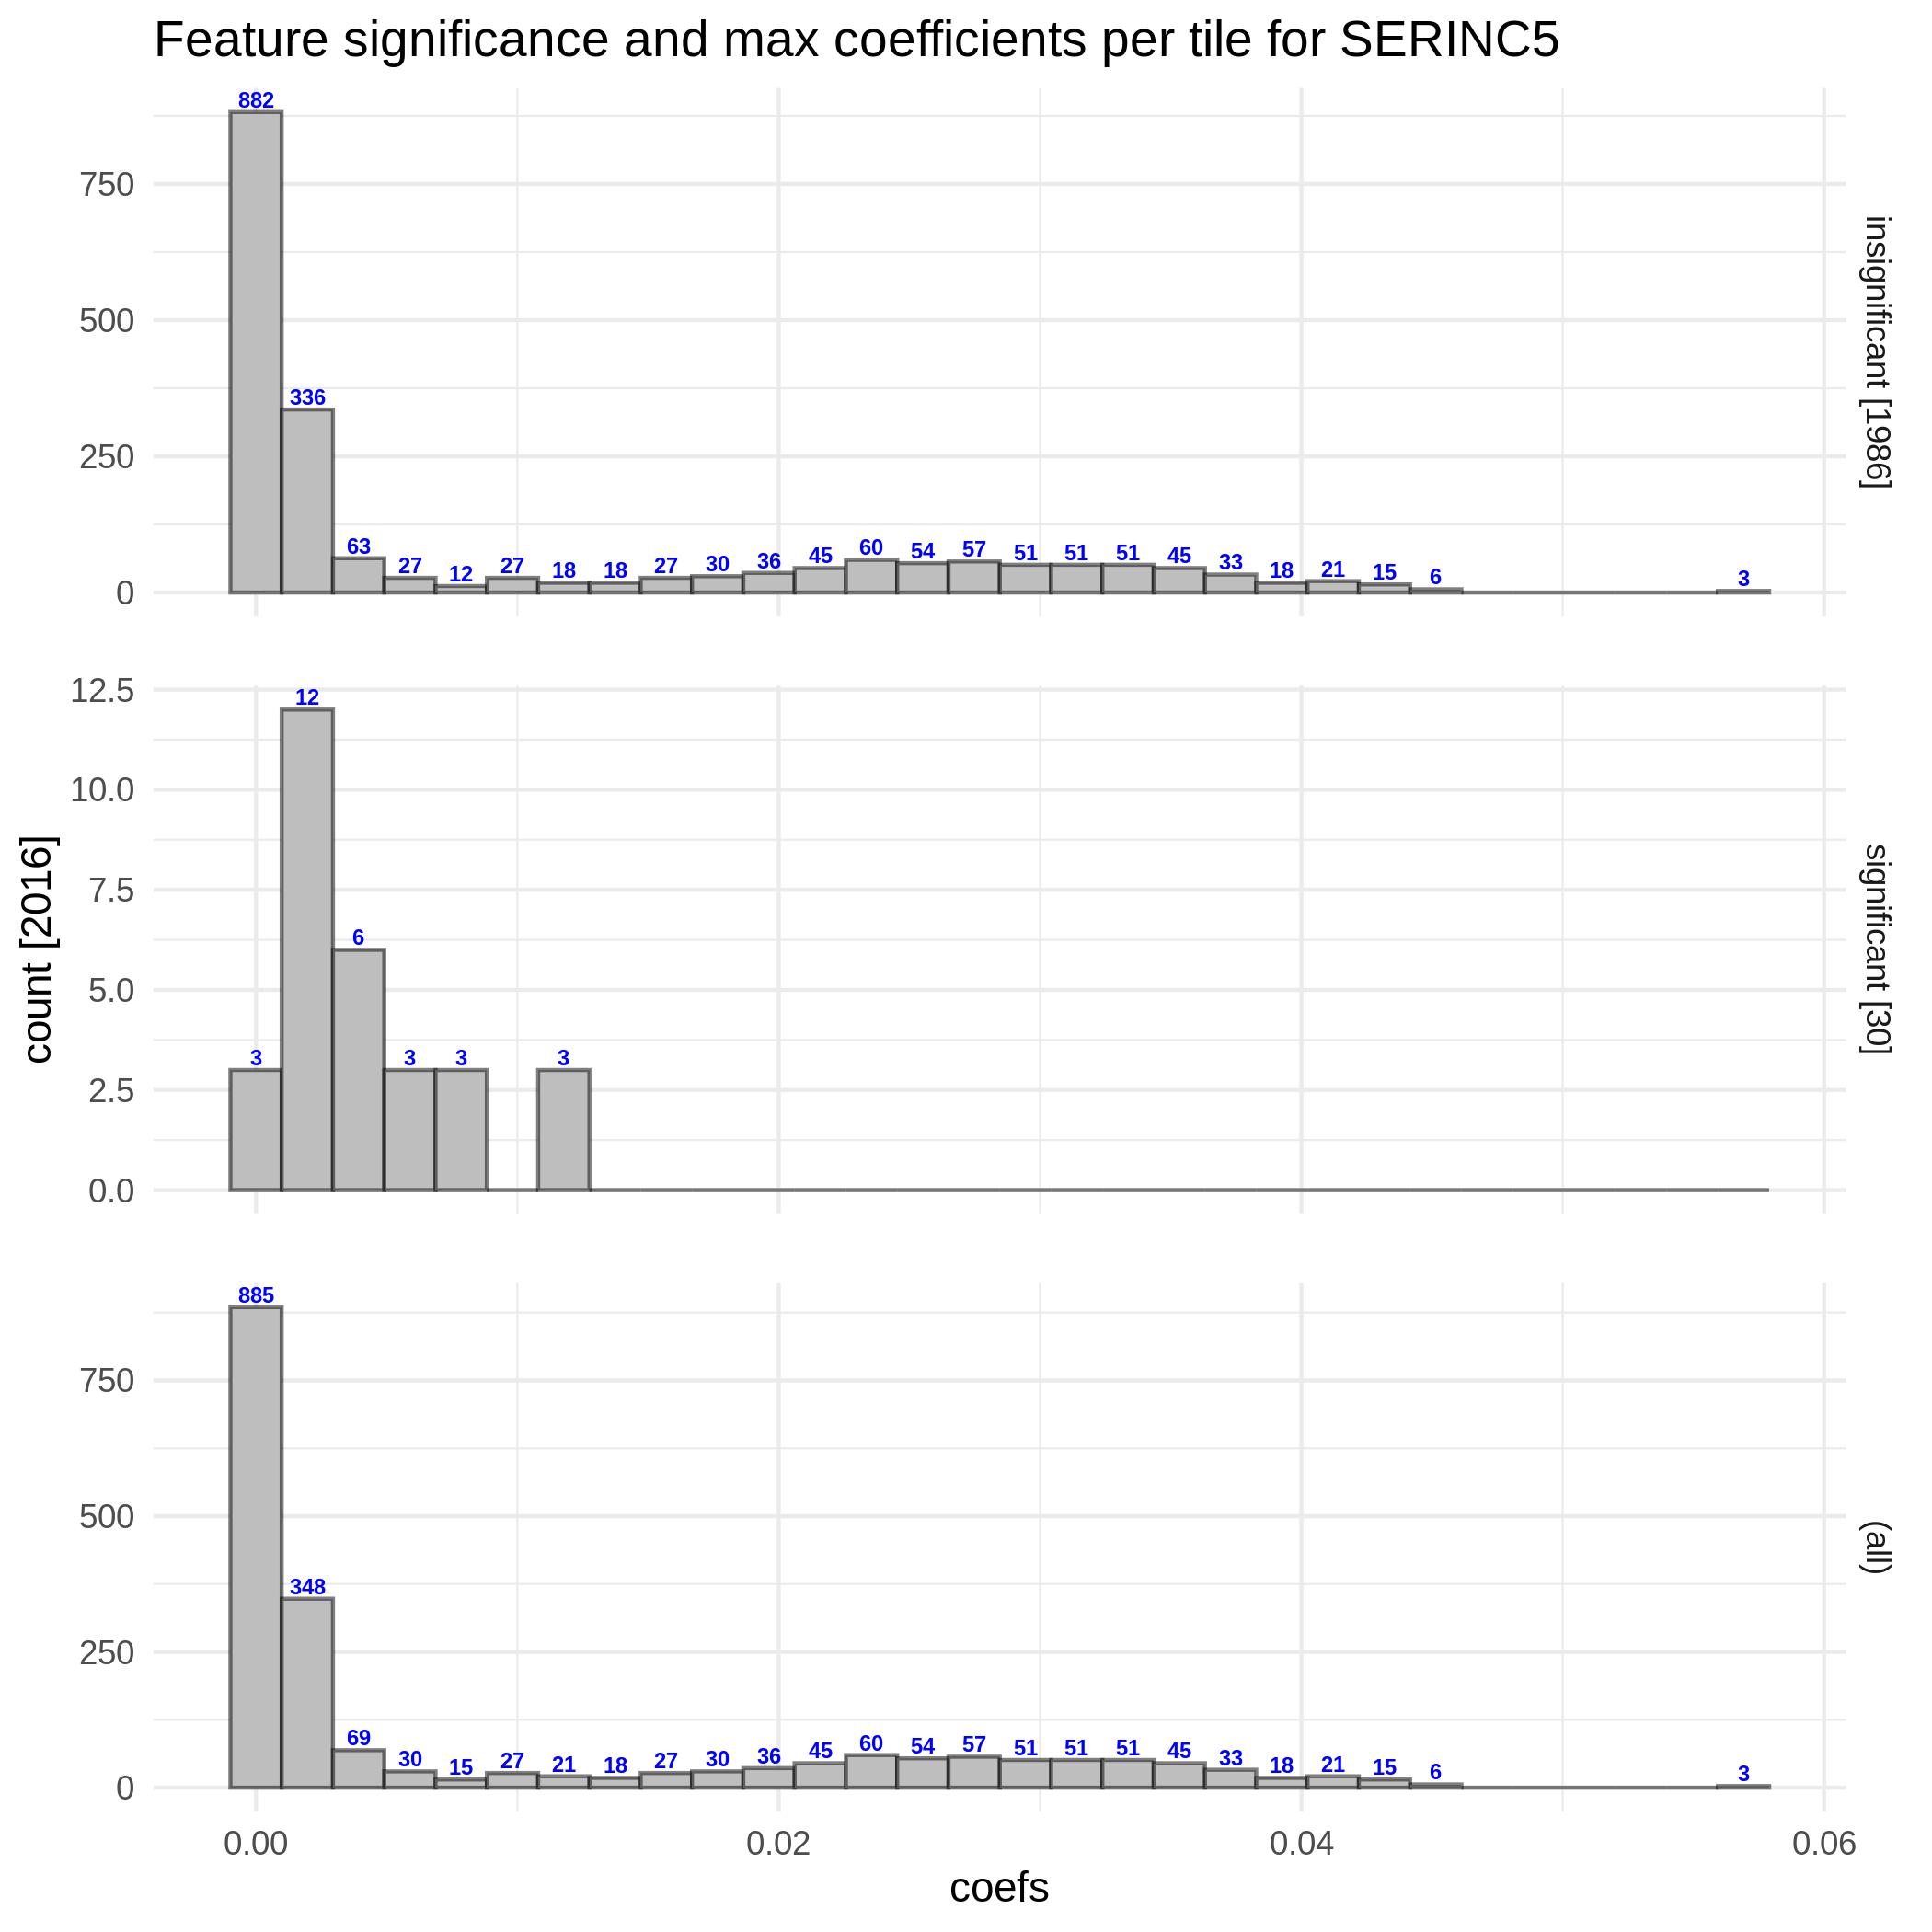 Feature significance and max coefficients per tile for SERINC5
882
336
63 27 12 27 18 18 27 30 36 45 60 54 57 51 51 51 45 33 18 21 15 6 3
750
500
250
0
insignificant [1986]
count [2016]
12
6
3 3 3 3
12.5
10.0
7.5
5.0
2.5
0.0
significant [30]
885
348
69 30 15 27 21 18 27 30 36 45 60 54 57 51 51 51 45 33 18 21 15 6 3
750
500
250
0
(all)
0.00 0.02 0.04 0.06
coefs